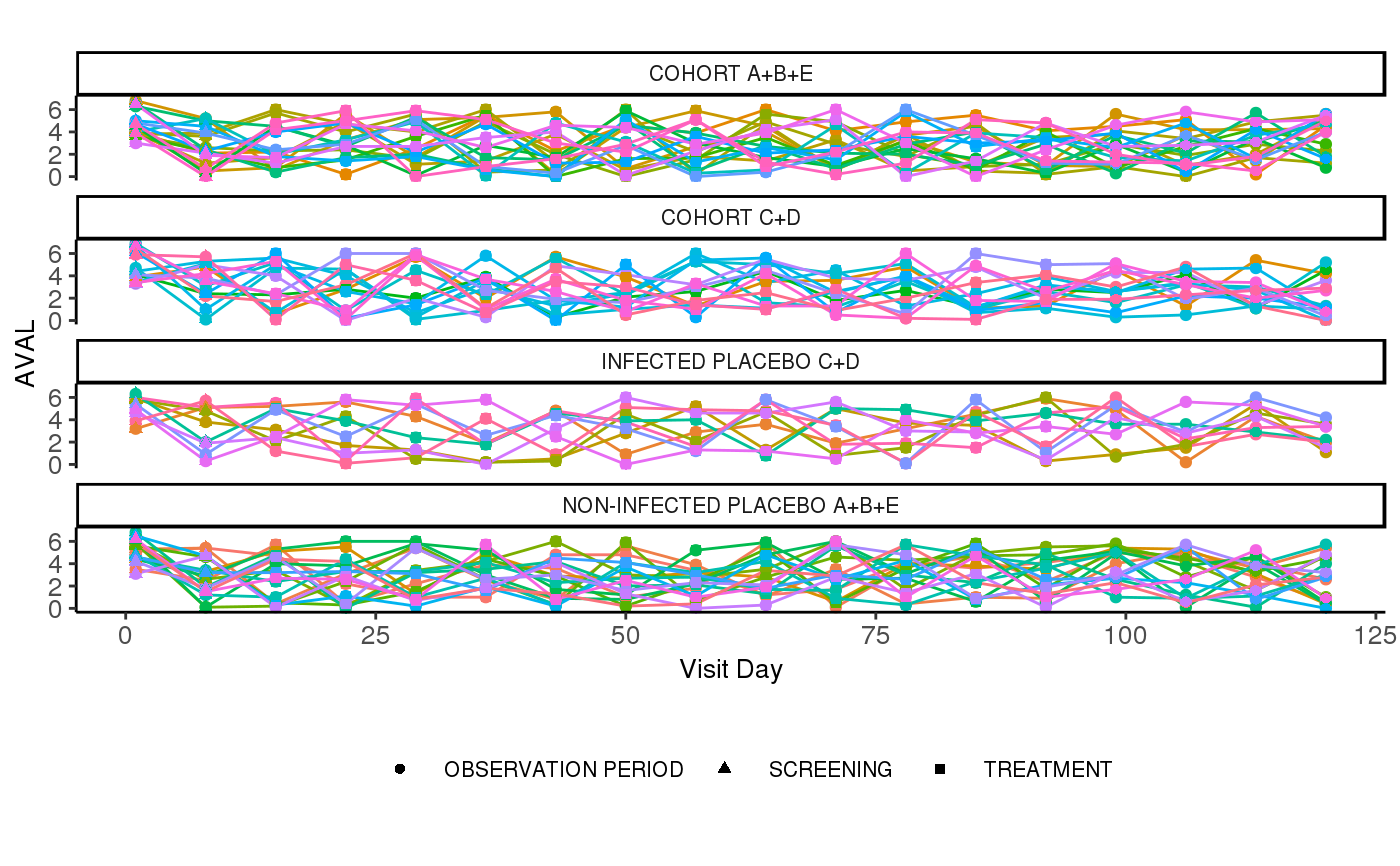 COHORT A+B+E
6
4
2
0
COHORT C+D
6
4
2
0
INFECTED PLACEBO C+D
6
4
2
0
NON-INFECTED PLACEBO A+B+E
6
4
2
0
AVAL
0 25 50 75 100 125
Visit Day
OBSERVATION PERIOD SCREENING TREATMENT